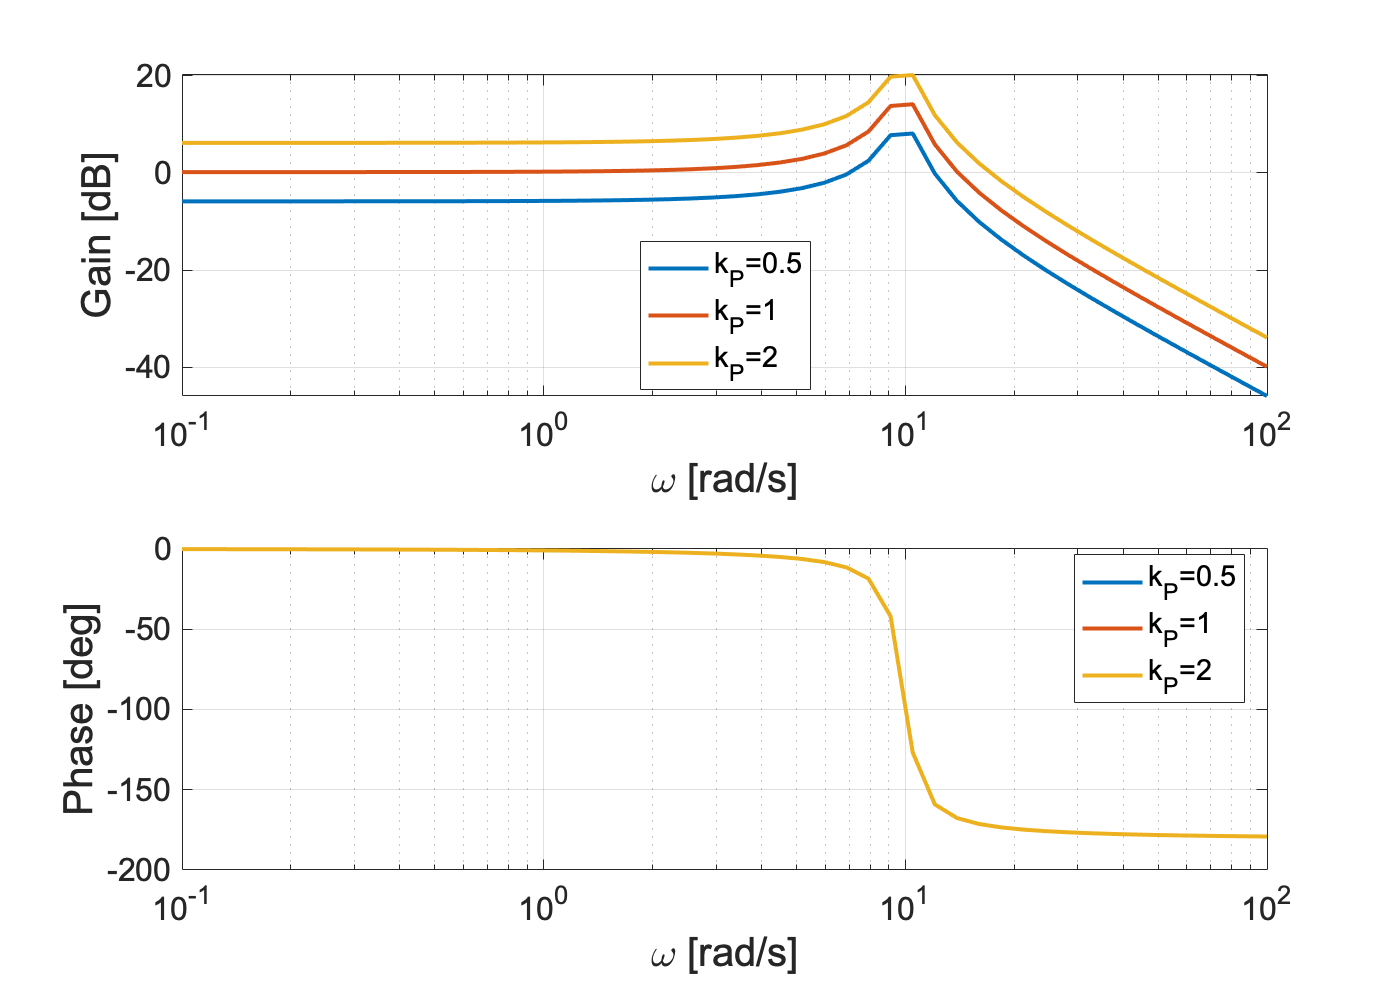 20
0
-20
-40
Gain [dB]
k_P=0.5
k_P=1
k_P=2
10^-1 10^0 10^1 10^2
ω [rad/s]
0
-50
-100
-150
-200
Phase [deg]
k_P=0.5
k_P=1
k_P=2
10^-1 10^0 10^1 10^2
ω [rad/s]